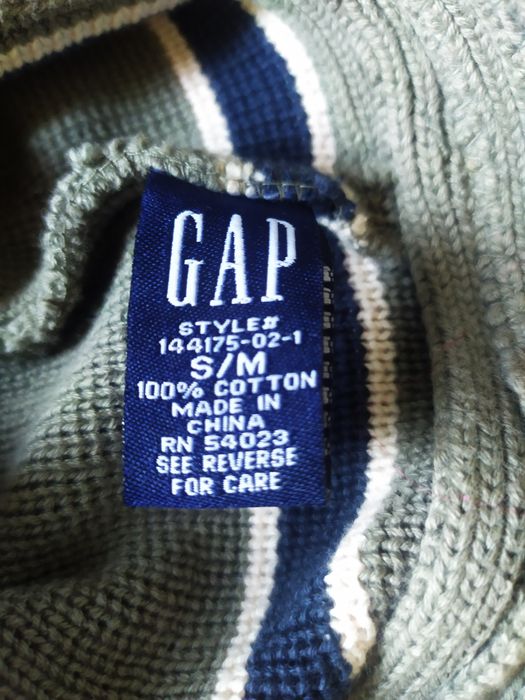 GAP
STYLE#
144175-02-1
S/M
100% COTTON
MADE IN
CHINA
RN 54023
SEE REVERSE
FOR CARE